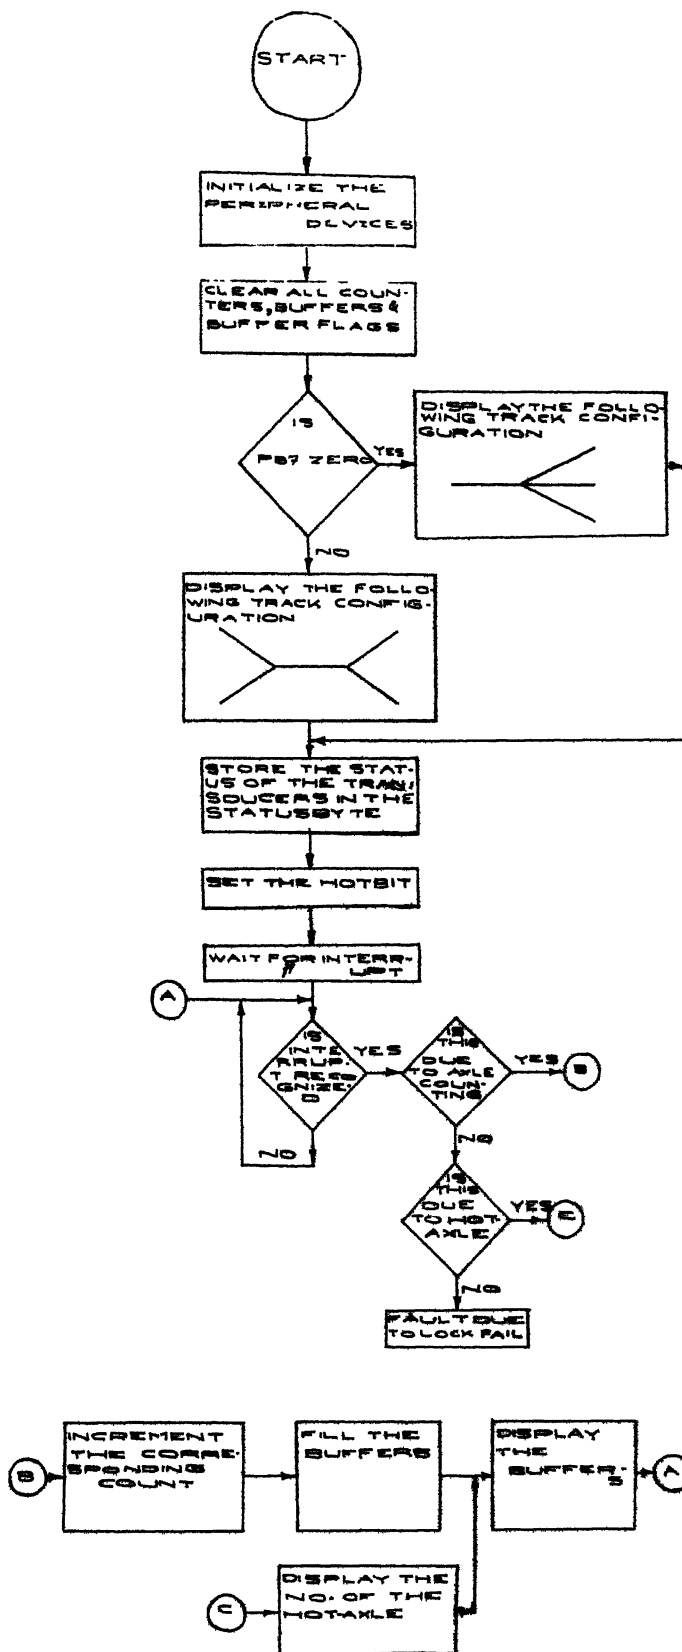 START
INITIALIZE THE
PERIPHERAL
DEVICES
CLEAR ALL COUN-
TERS, BUFFERS &
BUFFER FLAGS
IS
PB7 ZERO
YES
DISPLAY THE FOLLO-
WING TRACK CONFI-
GURATION
NO
DISPLAY THE FOLLO-
WING TRACK CONFIG-
URATION
STORE THE STAT-
US OF THE TRAN-
SDUCERS IN THE
STATUSBYTE
SET THE HOTBIT
WAIT FOR INTERR-
UPT
A
IS
INTE
RRUP-
T RECO
GNIZE-
D
YES
IS
THIS
DUE
TO AXLE
COUN-
TING
YES
B
NO
NO
IS
THIS
DUE
TO HOT-
AXLE
YES
NO
FAULT DUE
TO LOCK FAIL
B
INCREMENT
THE CORRE-
SPONDING
COUNT
FILL THE
BUFFERS
DISPLAY
THE
BUFFER-
S
A
C
DISPLAY THE
NO. OF THE
HOT-AXLE